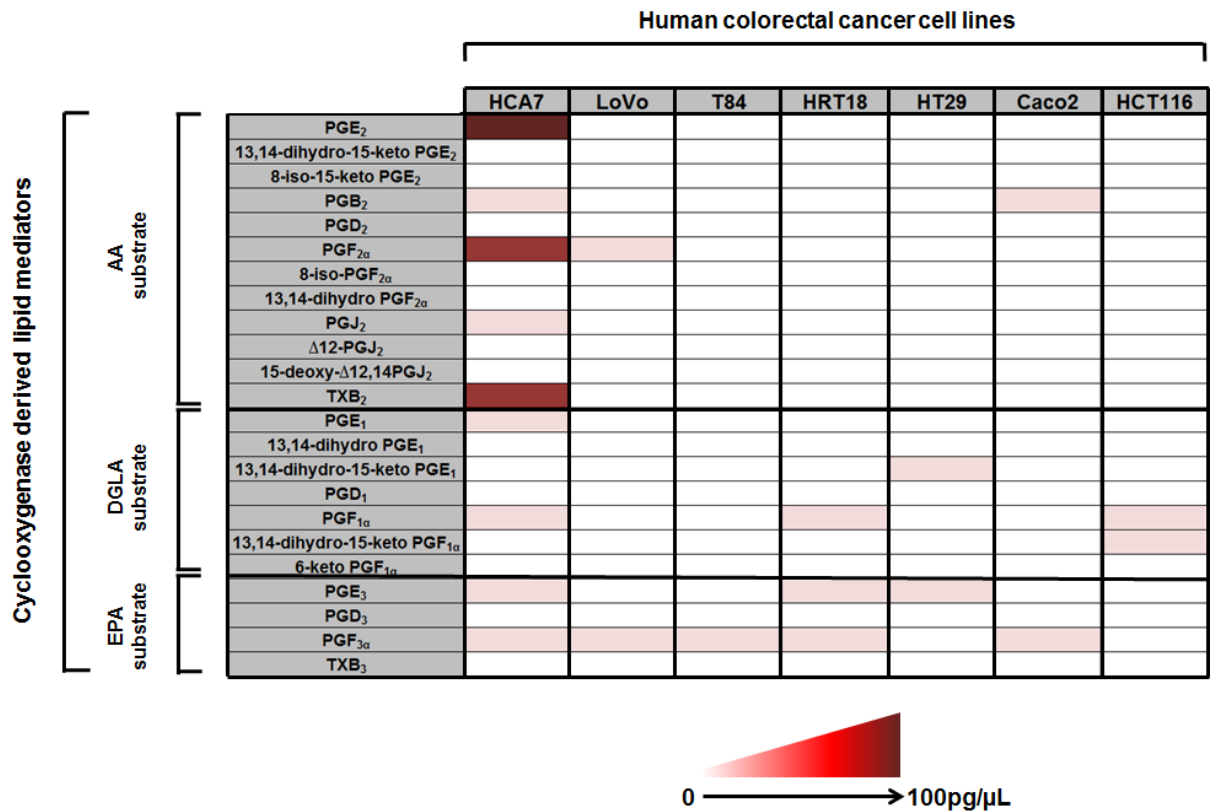 Human colorectal cancer cell lines
HCA7 LoVo T84 HRT18 HT29 Caco2 HCT116
Cyclooxygenase derived lipid mediators
AA
substrate
PGE₂
13,14-dihydro-15-keto PGE₂
8-iso-15-keto PGE₂
PGB₂
PGD₂
PGF₂α
8-iso-PGF₂α
13,14-dihydro PGF₂α
PGJ₂
Δ12-PGJ₂
15-deoxy-Δ12,14PGJ₂
TXB₂
DGLA
substrate
PGE₁
13,14-dihydro PGE₁
13,14-dihydro-15-keto PGE₁
PGD₁
PGF₁α
13,14-dihydro-15-keto PGF₁α
6-keto PGF₁α
EPA
substrate
PGE₃
PGD₃
PGF₃α
TXB₃
0 100pg/µL